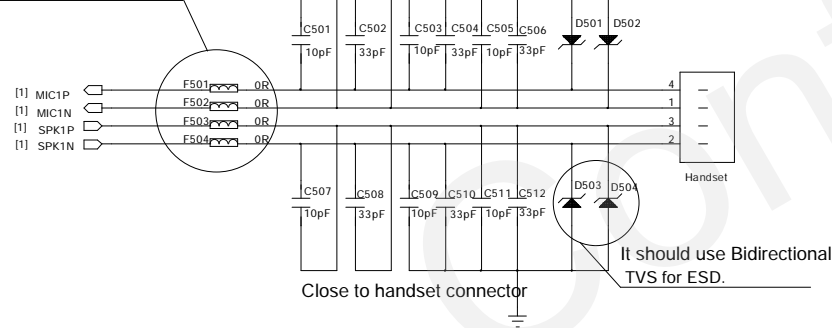 C501 C502 C503 C504 C505 C506 D501 D502
10pF 33pF 10pF 33pF 10pF 33pF
[1] MIC1P F501 0R 4
[1] MIC1N F502 0R 1
[1] SPK1P F503 0R 3
[1] SPK1N F504 0R 2
Handset
C507 C508 C509 C510 C511 C512 D503 D504
10pF 33pF 10pF 33pF 10pF 33pF
It should use Bidirectional
TVS for ESD.
Close to handset connector